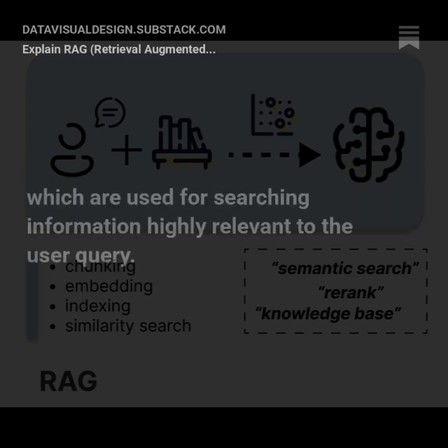 DATAVISUALDESIGN.SUBSTACK.COM
Explain RAG (Retrieval Augmented...
which are used for searching
information highly relevant to the
user query.
• chunking
• embedding
• indexing
• similarity search
"semantic search"
"rerank"
"knowledge base"
RAG